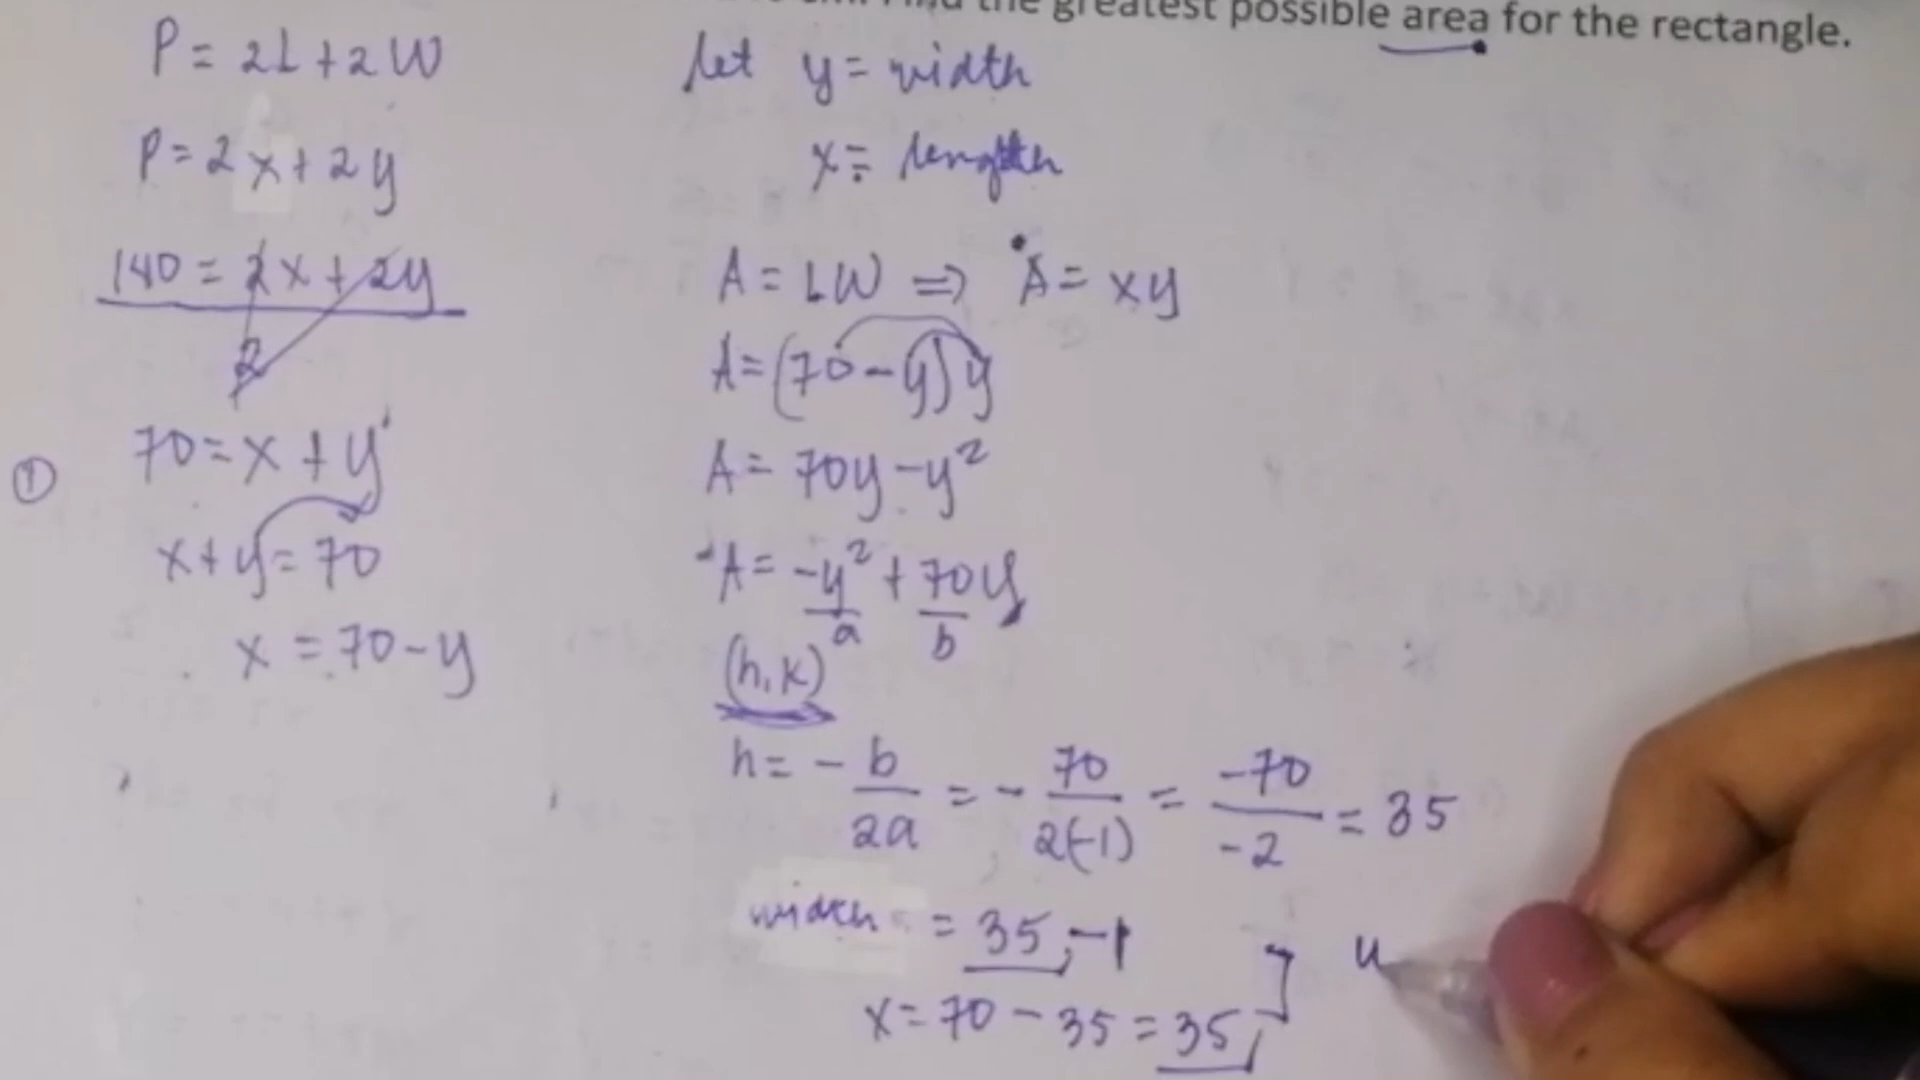 the greatest possible area for the rectangle.
P = 2L + 2W
P = 2x + 2y
140 = 2x + 2y
2
① 70 = x + y
x + y = 70
x = 70 - y
let y = width
x = length
A = LW ⇒ A = xy
A = (70 - y) y
A = 70y - y²
A = -y² + 70y
a b
(h, k)
h = - b/2a = - 70/2(-1) = -70/-2 = 35
width = 35
x = 70 - 35 = 35